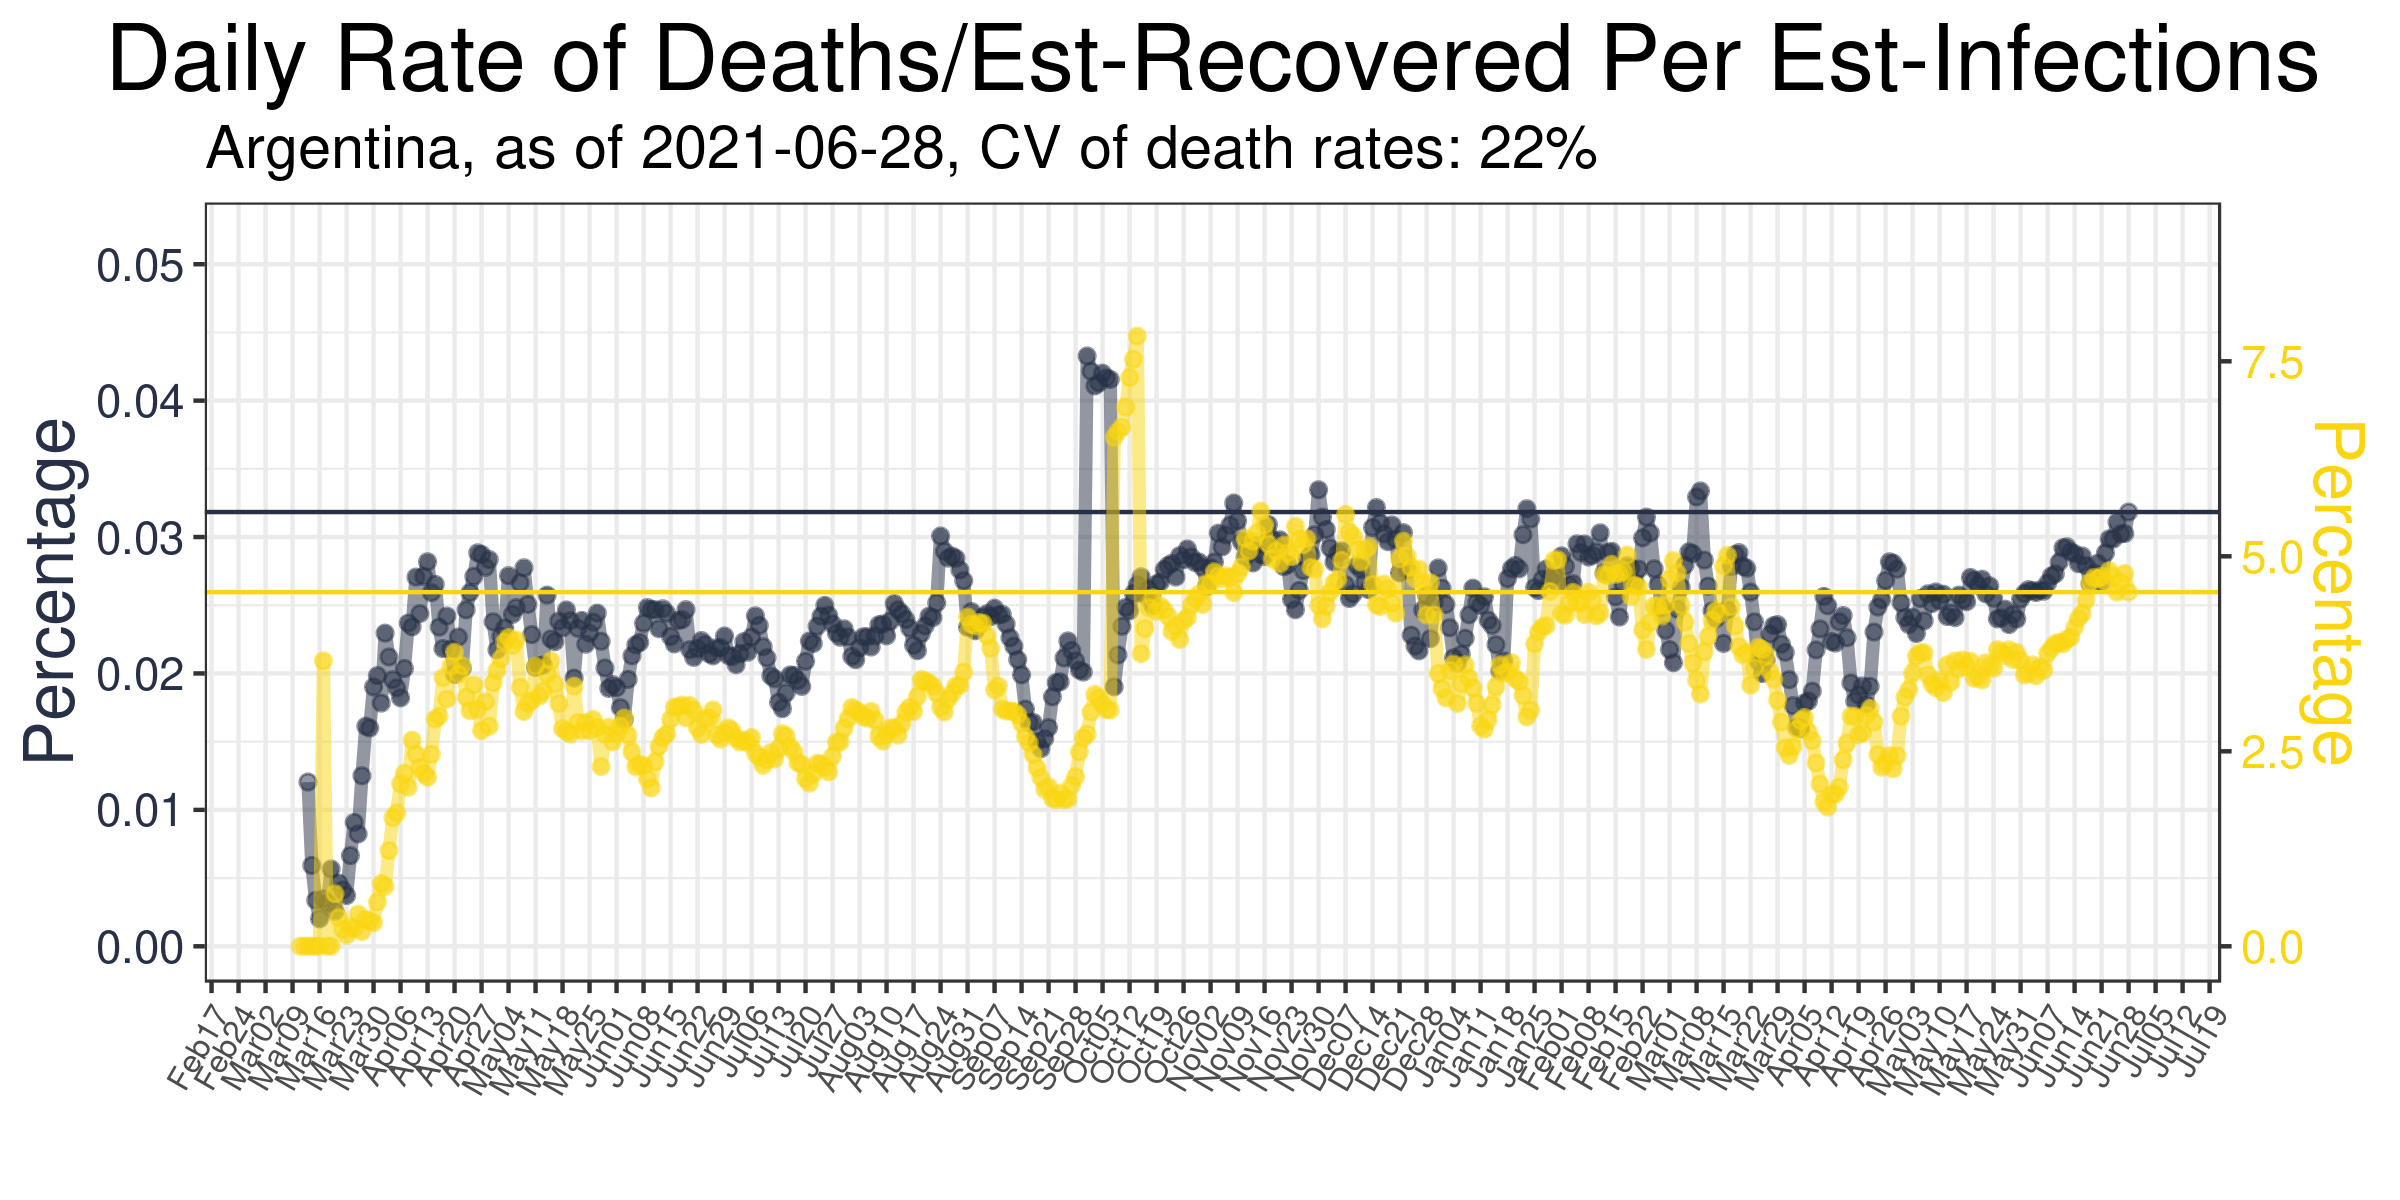 Daily Rate of Deaths/Est-Recovered Per Est-Infections
Argentina, as of 2021-06-28, CV of death rates: 22%
Percentage
0.05
0.04
0.03
0.02
0.01
0.00
7.5
5.0
2.5
0.0
Percentage
Feb17
Feb24
Mar02
Mar09
Mar16
Mar23
Mar30
Apr06
Apr13
Apr20
Apr27
May04
May11
May18
May25
Jun01
Jun08
Jun15
Jun22
Jun29
Jul06
Jul13
Jul20
Jul27
Aug03
Aug10
Aug17
Aug24
Aug31
Sep07
Sep14
Sep21
Sep28
Oct05
Oct12
Oct19
Oct26
Nov02
Nov09
Nov16
Nov23
Nov30
Dec07
Dec14
Dec21
Dec28
Jan04
Jan11
Jan18
Jan25
Feb01
Feb08
Feb15
Feb22
Mar01
Mar08
Mar15
Mar22
Mar29
Apr05
Apr12
Apr19
Apr26
May03
May10
May17
May24
May31
Jun07
Jun14
Jun21
Jun28
Jul05
Jul12
Jul19